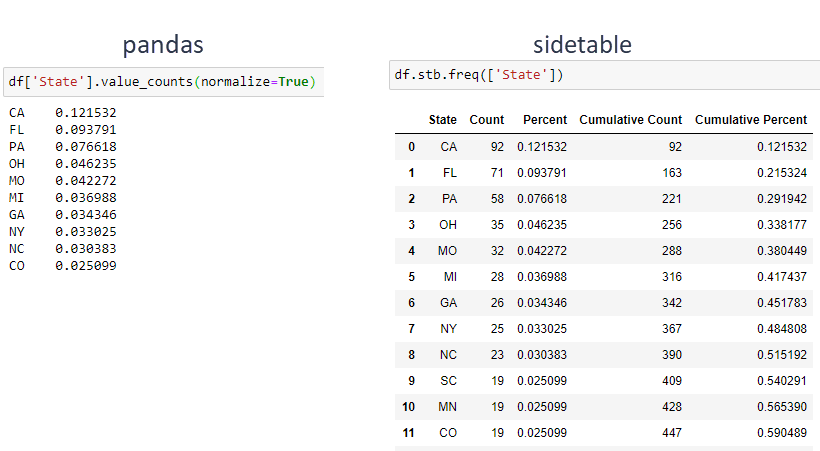 pandas
df['State'].value_counts(normalize=True)
CA 0.121532
FL 0.093791
PA 0.076618
OH 0.046235
MO 0.042272
MI 0.036988
GA 0.034346
NY 0.033025
NC 0.030383
CO 0.025099
sidetable
df.stb.freq(['State'])
State Count Percent Cumulative Count Cumulative Percent
0 CA 92 0.121532 92 0.121532
1 FL 71 0.093791 163 0.215324
2 PA 58 0.076618 221 0.291942
3 OH 35 0.046235 256 0.338177
4 MO 32 0.042272 288 0.380449
5 MI 28 0.036988 316 0.417437
6 GA 26 0.034346 342 0.451783
7 NY 25 0.033025 367 0.484808
8 NC 23 0.030383 390 0.515192
9 SC 19 0.025099 409 0.540291
10 MN 19 0.025099 428 0.565390
11 CO 19 0.025099 447 0.590489